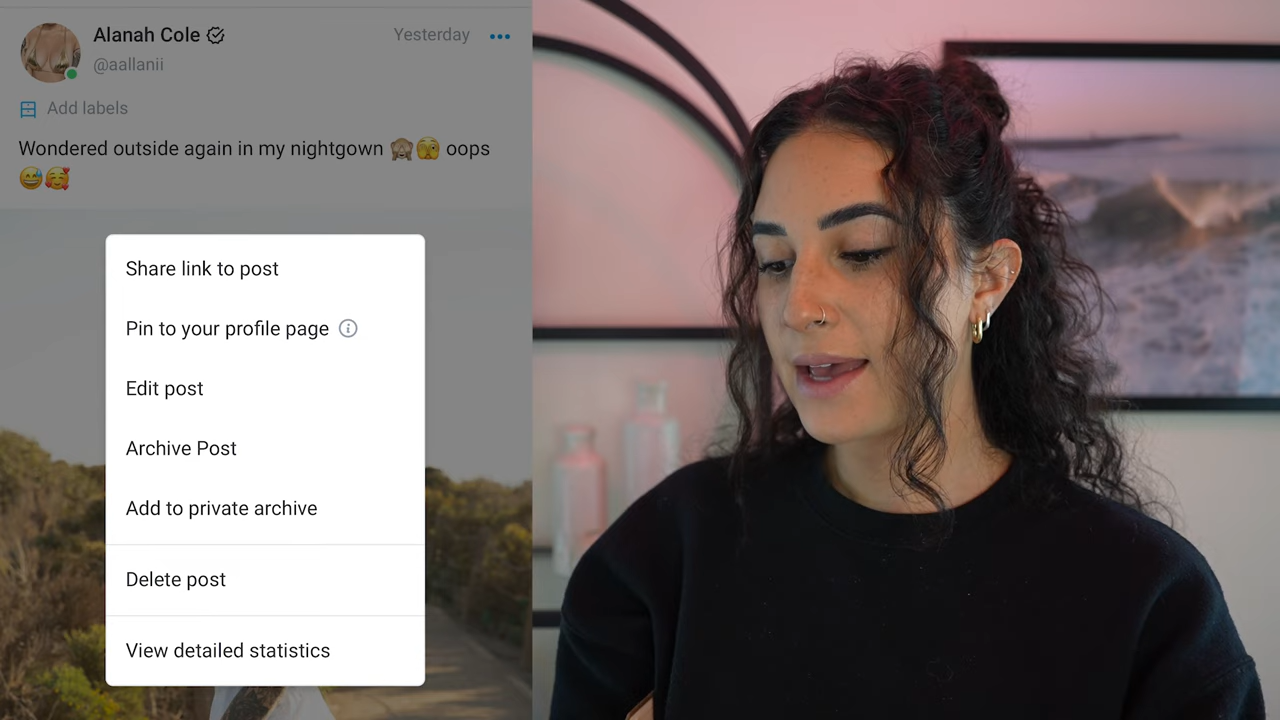 Alanah Cole
Yesterday
@aallanii
Add labels
Wondered outside again in my nightgown 🙈🫣 oops
😅🥰
Share link to post
Pin to your profile page
Edit post
Archive Post
Add to private archive
Delete post
View detailed statistics